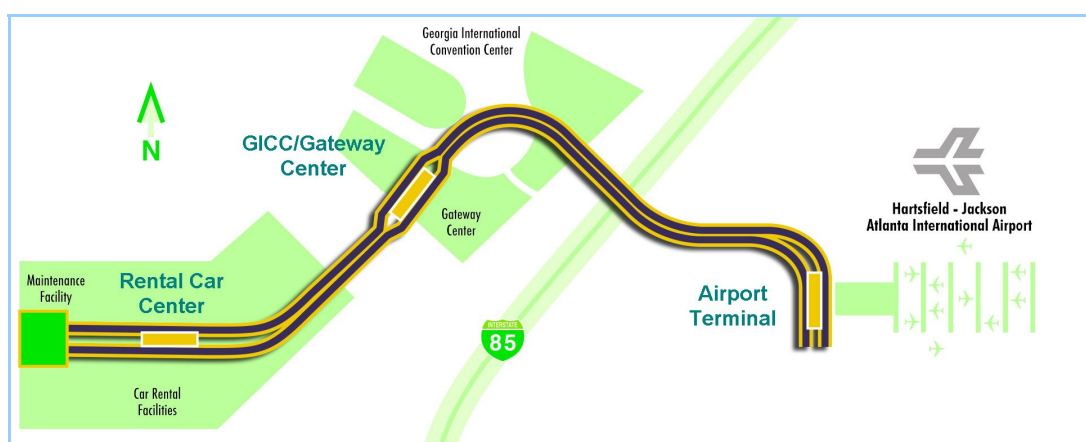 Georgia International
Convention Center
N
GICC/Gateway
Center
Hartsfield - Jackson
Atlanta International Airport
Gateway
Center
Maintenance
Facility
Rental Car
Center
Airport
Terminal
INTERSTATE
85
Car Rental
Facilities